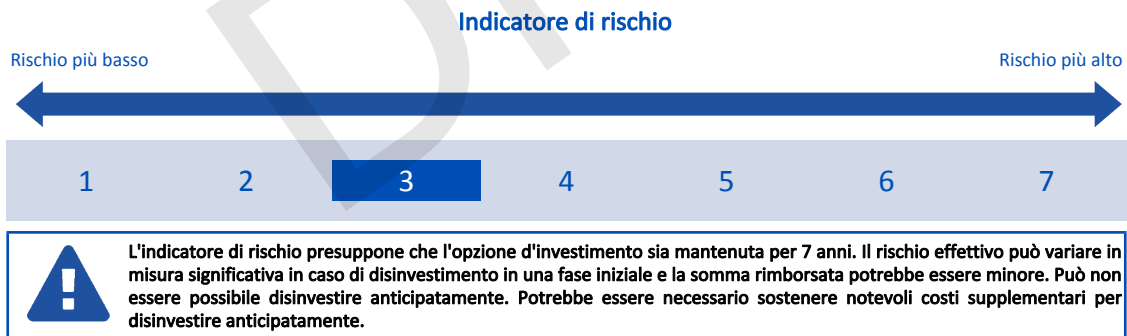 Indicatore di rischio
Rischio più basso
Rischio più alto
1 2 3 4 5 6 7
L'indicatore di rischio presuppone che l'opzione d'investimento sia mantenuta per 7 anni. Il rischio effettivo può variare in
misura significativa in caso di disinvestimento in una fase iniziale e la somma rimborsata potrebbe essere minore. Può non
essere possibile disinvestire anticipatamente. Potrebbe essere necessario sostenere notevoli costi supplementari per
disinvestire anticipatamente.